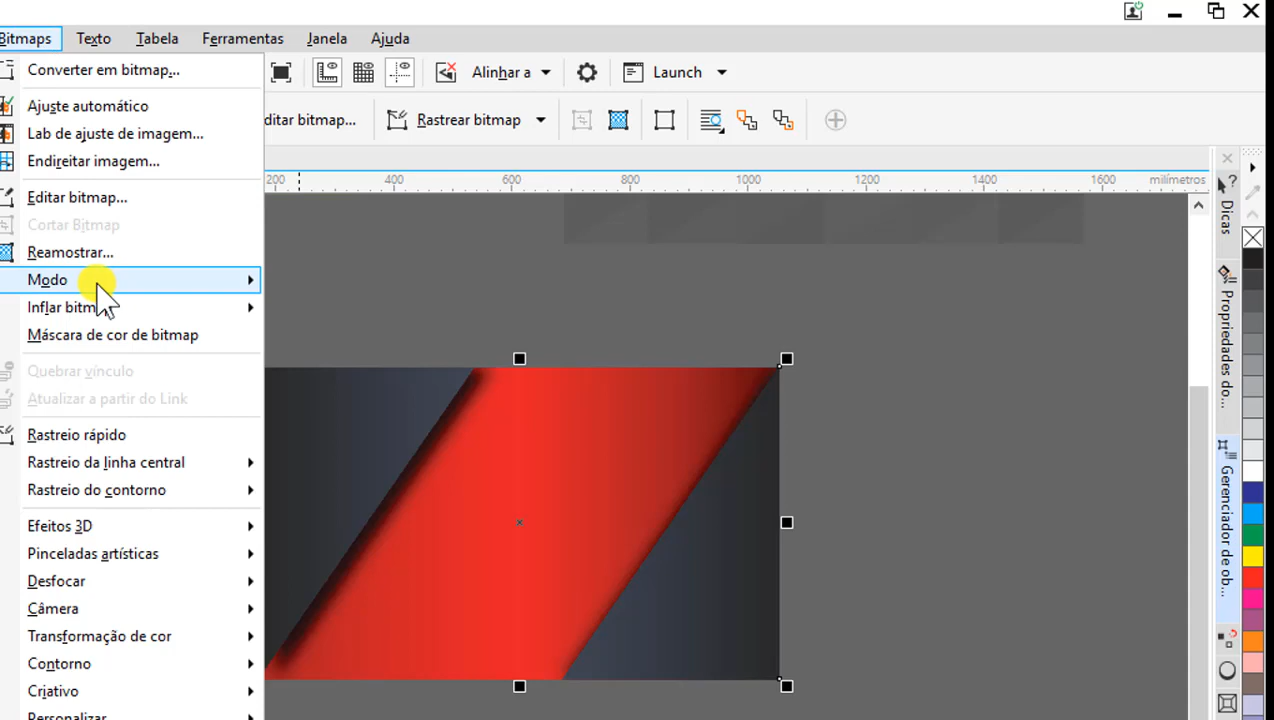 Bitmaps Texto Tabela Ferramentas Janela Ajuda
Converter em bitmap...
Alinhar a Launch
Ajuste automático
ditar bitmap... Rastrear bitmap
Lab de ajuste de imagem...
Endireitar imagem...
200 400 600 800 1000 1200 1400 1600 milímetros
Editar bitmap...
Cortar Bitmap
Reamostrar...
Modo
Inflar bitm
Máscara de cor de bitmap
Quebrar vínculo
Atualizar a partir do Link
Rastreio rápido
Rastreio da linha central
Rastreio do contorno
Efeitos 3D
Pinceladas artísticas
Desfocar
Câmera
Transformação de cor
Contorno
Criativo
Personalizar
Dicas
Propriedades do...
Gerenciador de ob...